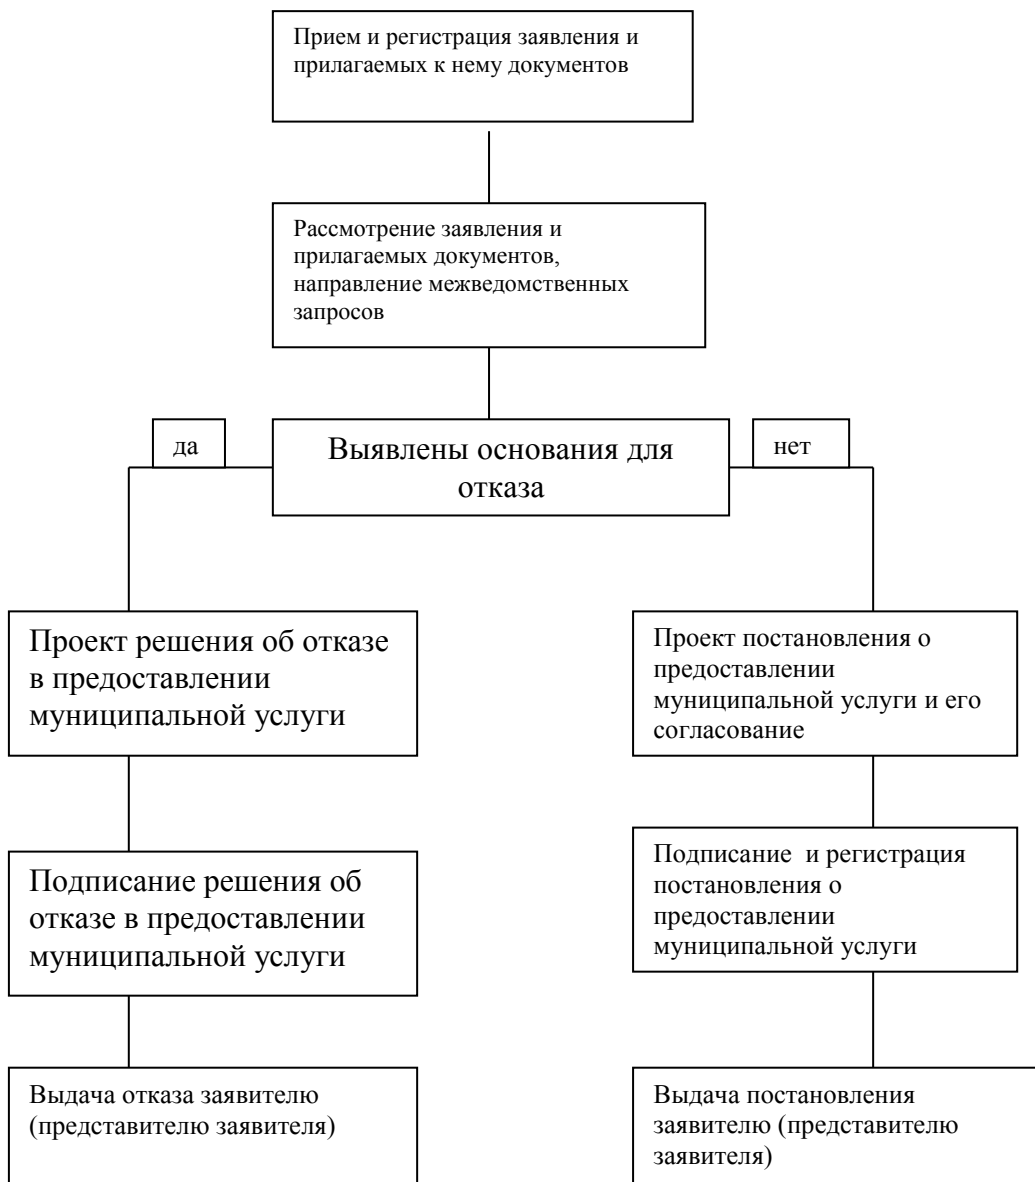 Прием и регистрация заявления и
прилагаемых к нему документов
Рассмотрение заявления и
прилагаемых документов,
направление межведомственных
запросов
да
Выявлены основания для
отказа
нет
Проект решения об отказе
в предоставлении
муниципальной услуги
Проект постановления о
предоставлении
муниципальной услуги и его
согласование
Подписание решения об
отказе в предоставлении
муниципальной услуги
Подписание  и регистрация
постановления о
предоставлении
муниципальной услуги
Выдача отказа заявителю
(представителю заявителя)
Выдача постановления
заявителю (представителю
заявителя)